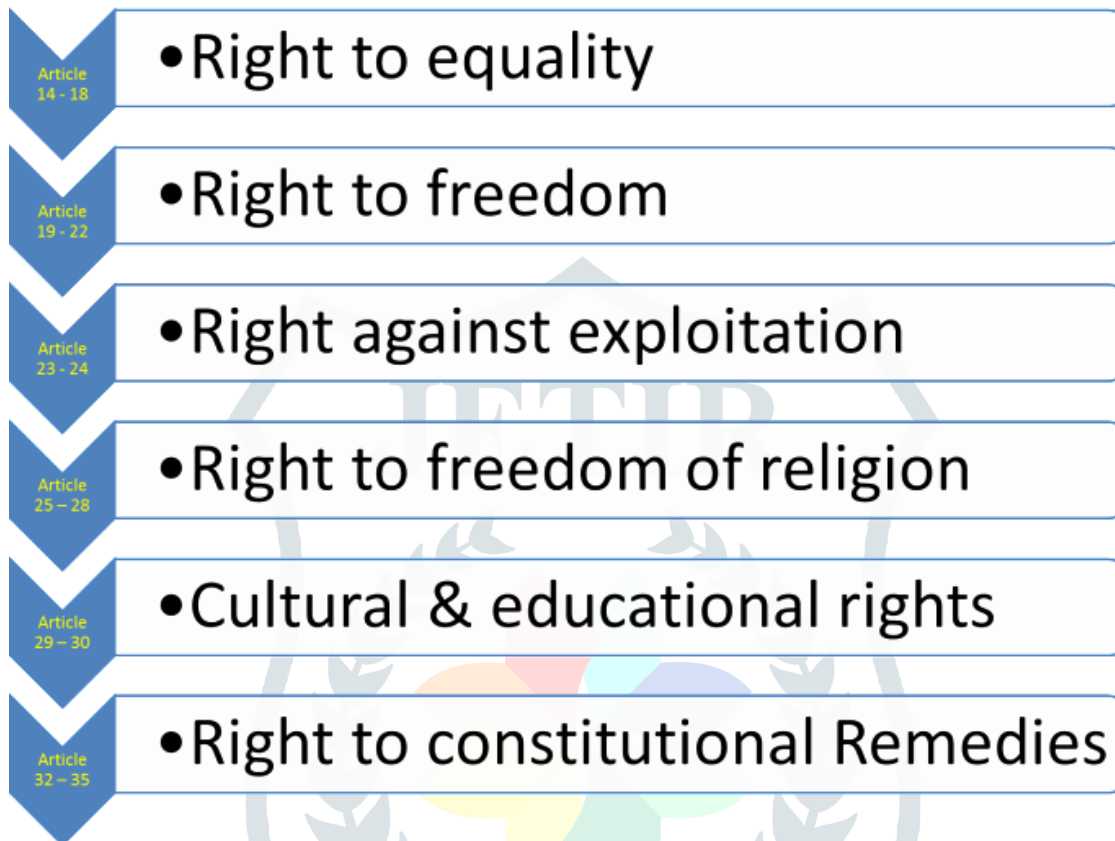 Article
14 - 18
•Right to equality
Article
19 - 22
•Right to freedom
Article
23 - 24
•Right against exploitation
Article
25 – 28
•Right to freedom of religion
Article
29 – 30
•Cultural & educational rights
Article
32 – 35
•Right to constitutional Remedies
JETIR